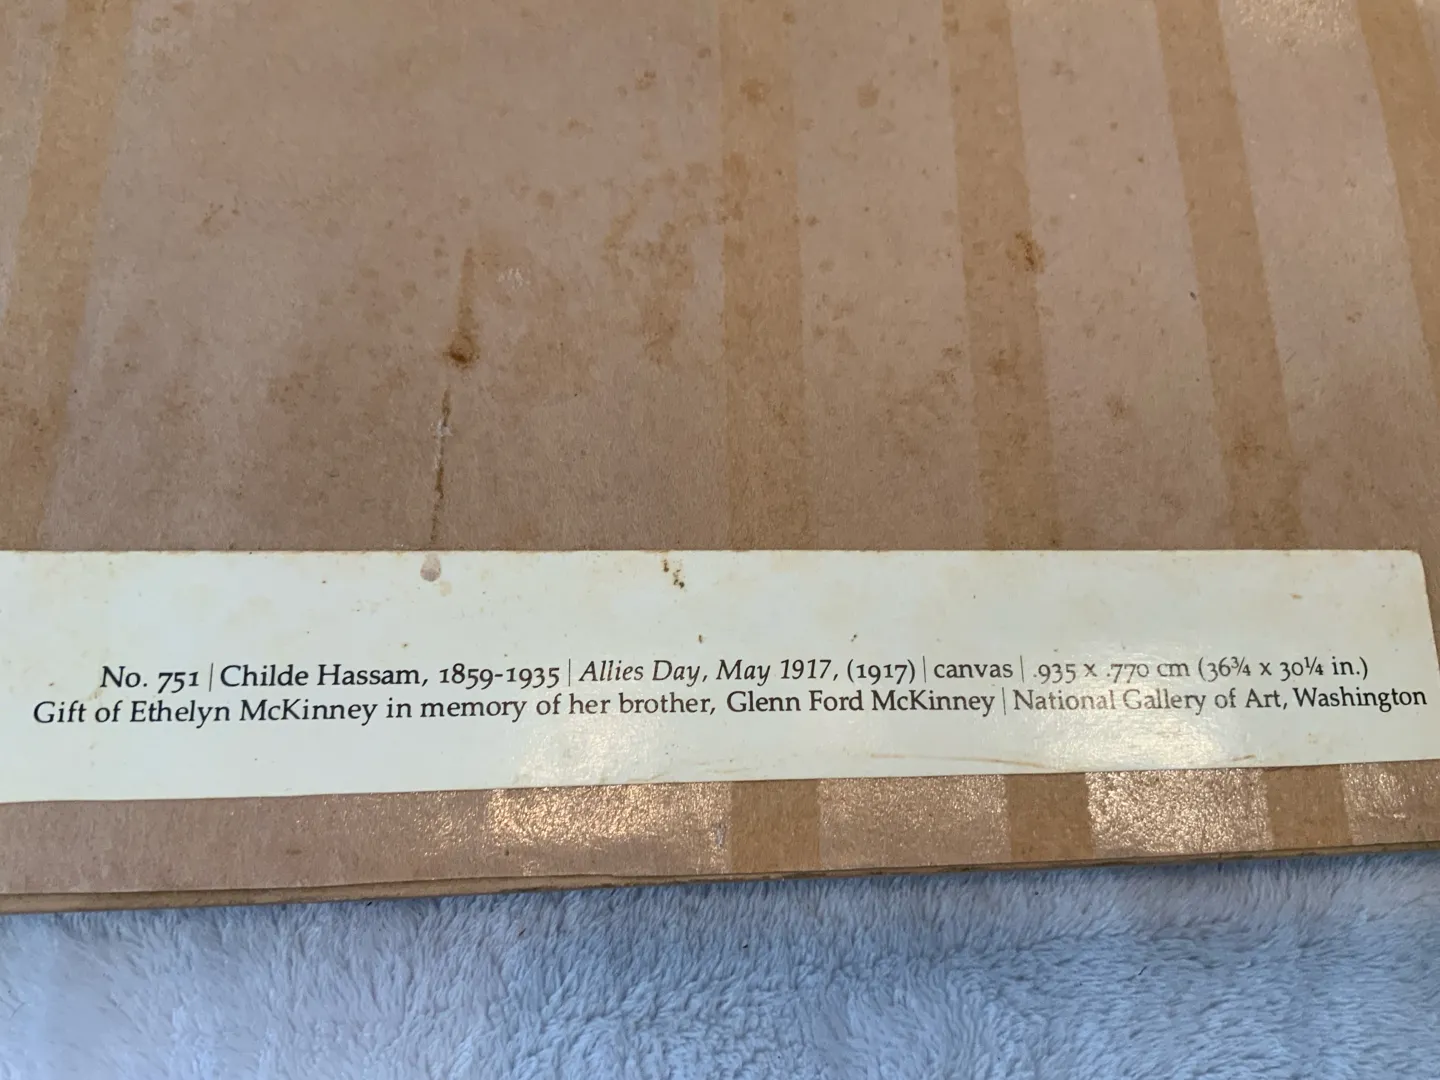 No. 751 | Childe Hassam, 1859-1935 | Allies Day, May 1917, (1917) | canvas | .935 x .770 cm (36¾ x 30¼ in.)
Gift of Ethelyn McKinney in memory of her brother, Glenn Ford McKinney | National Gallery of Art, Washington